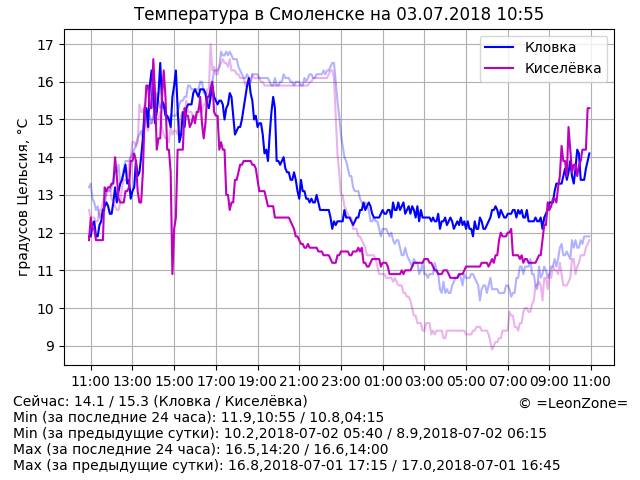 Температура в Смоленске на 03.07.2018 10:55
Кловка
Киселёвка
градусов Цельсия, °C
17
16
15
14
13
12
11
10
9
11:00 13:00 15:00 17:00 19:00 21:00 23:00 01:00 03:00 05:00 07:00 09:00 11:00
Сейчас: 14.1 / 15.3 (Кловка / Киселёвка)
© =LeonZone=
Min (за последние 24 часа): 11.9,10:55 / 10.8,04:15
Min (за предыдущие сутки): 10.2,2018-07-02 05:40 / 8.9,2018-07-02 06:15
Max (за последние 24 часа): 16.5,14:20 / 16.6,14:00
Max (за предыдущие сутки): 16.8,2018-07-01 17:15 / 17.0,2018-07-01 16:45